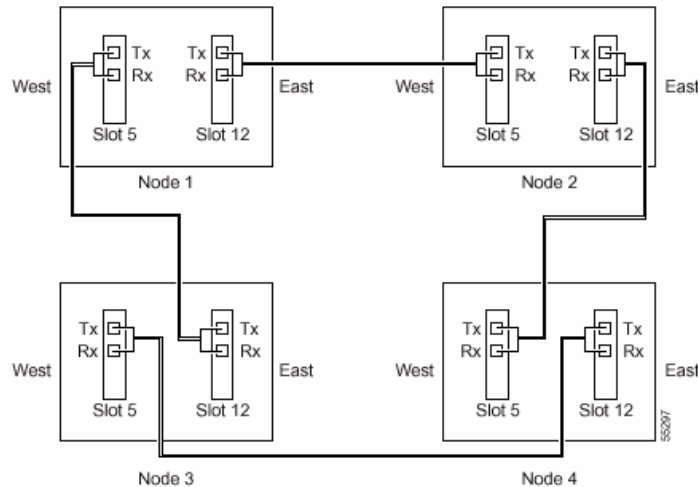 Tx Tx Tx Tx
Rx Rx Rx Rx
West East West East
Slot 5 Slot 12 Slot 5 Slot 12
Node 1 Node 2
Tx Tx Tx Tx
Rx Rx Rx Rx
West East West East
Slot 5 Slot 12 Slot 5 Slot 12
55297
Node 3 Node 4